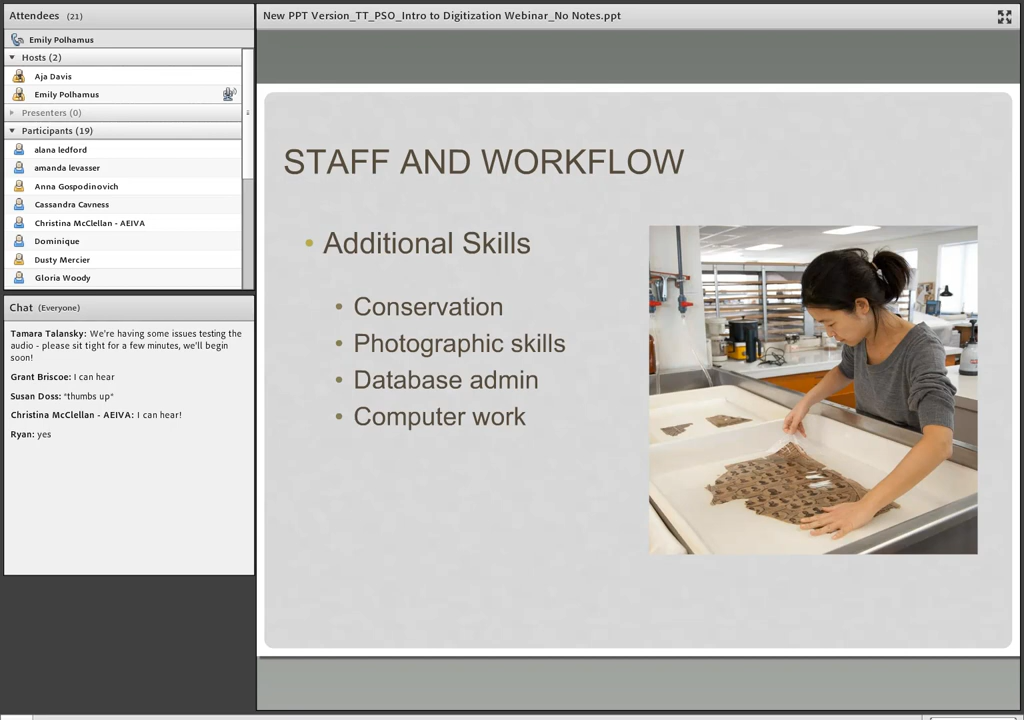 Attendees (21)
Emily Polhamus
Hosts (2)
Aja Davis
Emily Polhamus
Presenters (0)
Participants (19)
alana ledford
amanda levasser
Anna Gospodinovich
Cassandra Cavness
Christina McClellan - AEIVA
Dominique
Dusty Mercier
Gloria Woody
Chat (Everyone)
Tamara Talansky: We're having some issues testing the
audio - please sit tight for a few minutes, we'll begin
soon!
Grant Briscoe: I can hear
Susan Doss: *thumbs up*
Christina McClellan - AEIVA: I can hear!
Ryan: yes
New PPT Version_TT_PSO_Intro to Digitization Webinar_No Notes.ppt
STAFF AND WORKFLOW
• Additional Skills
• Conservation
• Photographic skills
• Database admin
• Computer work